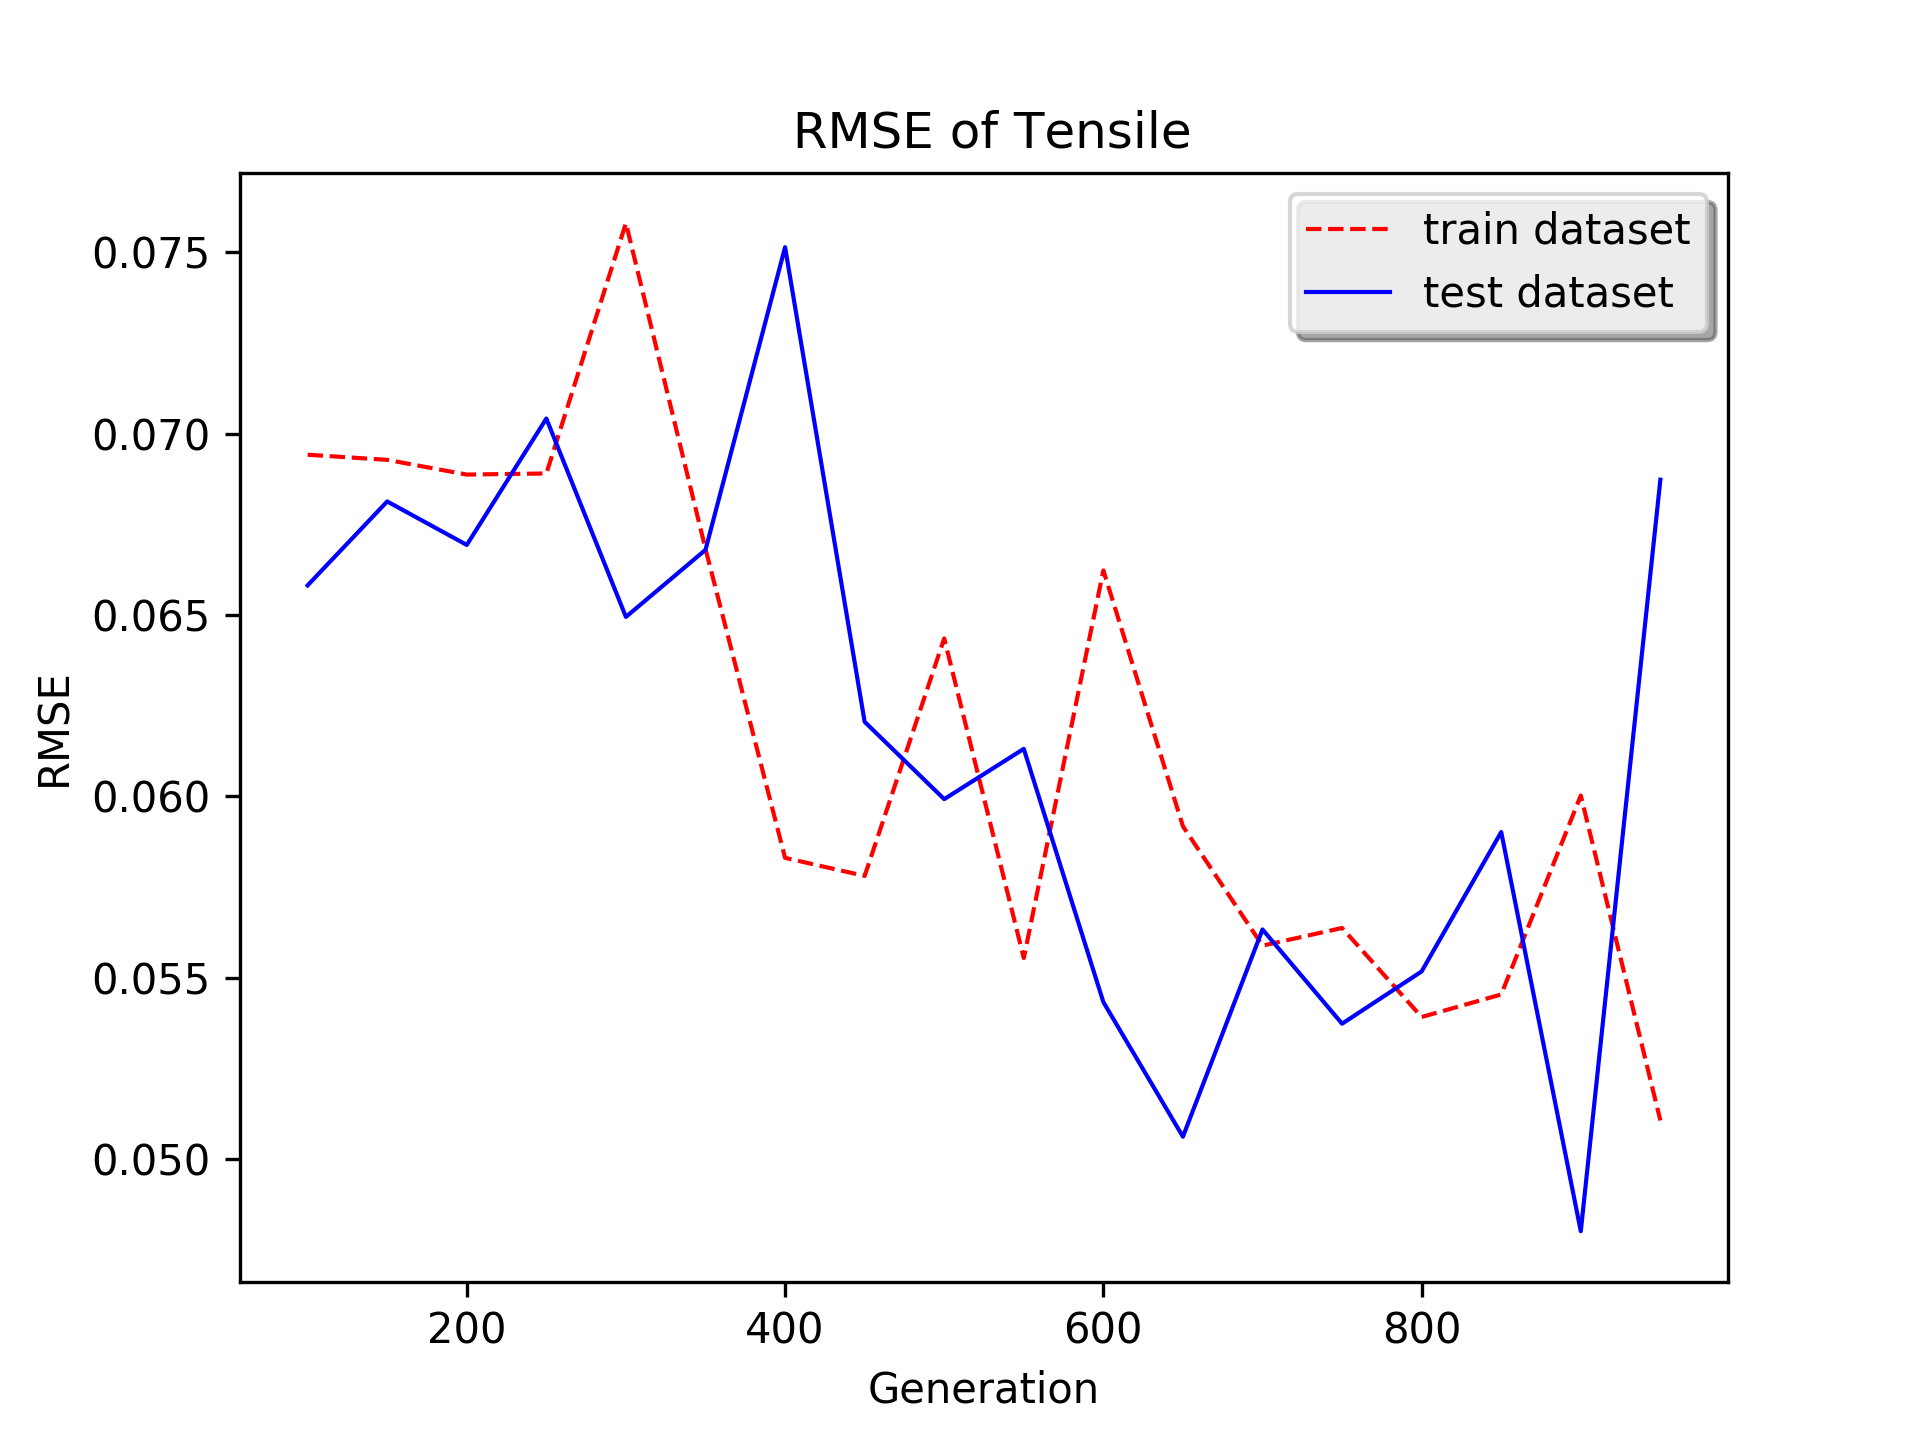 RMSE of Tensile
train dataset
test dataset
0.075
0.070
0.065
0.060
0.055
0.050
RMSE
200 400 600 800
Generation